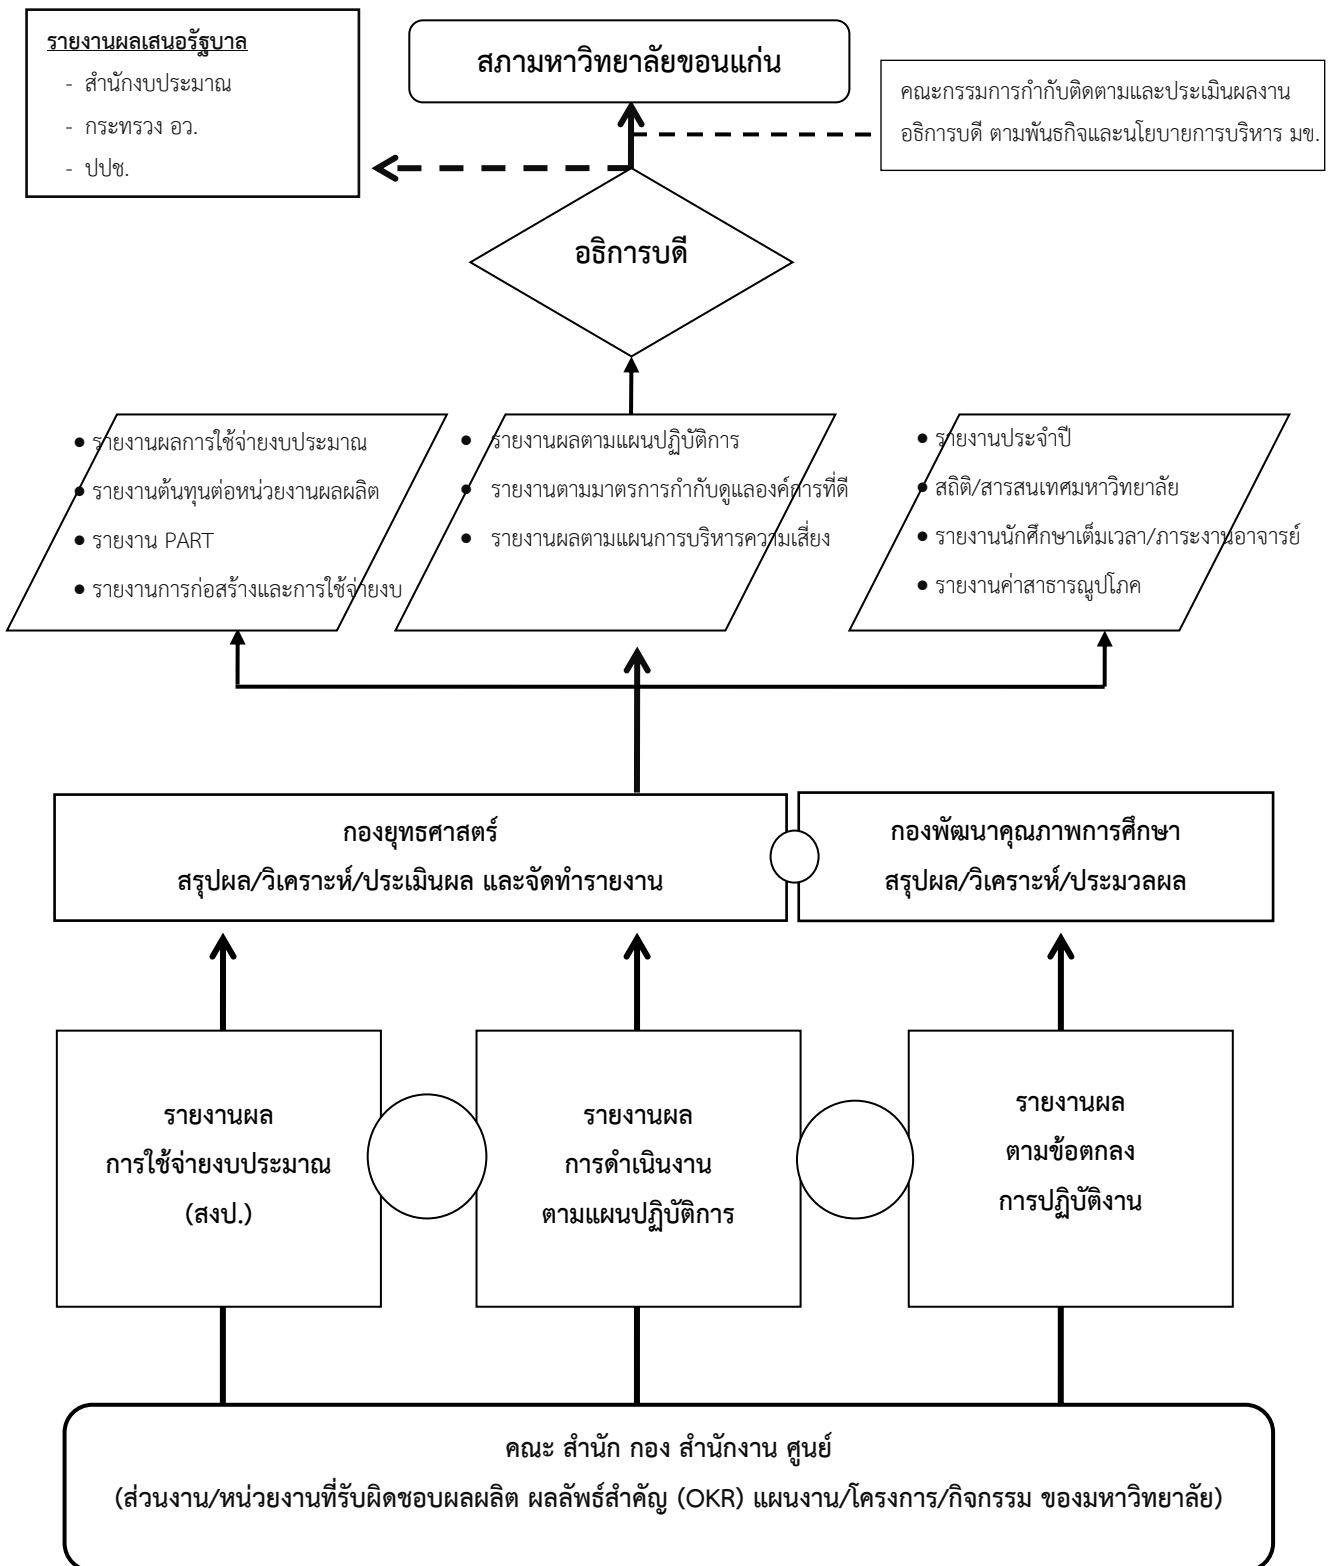 รายงานผลเสนอรัฐบาล
- สำนักงบประมาณ
- กระทรวง อว.
- ปปช.
สภามหาวิทยาลัยขอนแก่น
คณะกรรมการกำกับติดตามและประเมินผลงาน
อธิการบดี ตามพันธกิจและนโยบายการบริหาร มข.
อธิการบดี
● รายงานผลการใช้จ่ายงบประมาณ
● รายงานต้นทุนต่อหน่วยงานผลผลิต
● รายงาน PART
● รายงานการก่อสร้างและการใช้จ่ายงบ
● รายงานผลตามแผนปฏิบัติการ
● รายงานตามมาตรการกำกับดูแลองค์การที่ดี
● รายงานผลตามแผนการบริหารความเสี่ยง
● รายงานประจำปี
● สถิติ/สารสนเทศมหาวิทยาลัย
● รายงานนักศึกษาเต็มเวลา/ภาระงานอาจารย์
● รายงานค่าสาธารณูปโภค
กองยุทธศาสตร์
สรุปผล/วิเคราะห์/ประเมินผล และจัดทำรายงาน
กองพัฒนาคุณภาพการศึกษา
สรุปผล/วิเคราะห์/ประมวลผล
รายงานผล
การใช้จ่ายงบประมาณ
(สงป.)
รายงานผล
การดำเนินงาน
ตามแผนปฏิบัติการ
รายงานผล
ตามข้อตกลง
การปฏิบัติงาน
คณะ สำนัก กอง สำนักงาน ศูนย์
(ส่วนงาน/หน่วยงานที่รับผิดชอบผลผลิต ผลลัพธ์สำคัญ (OKR) แผนงาน/โครงการ/กิจกรรม ของมหาวิทยาลัย)